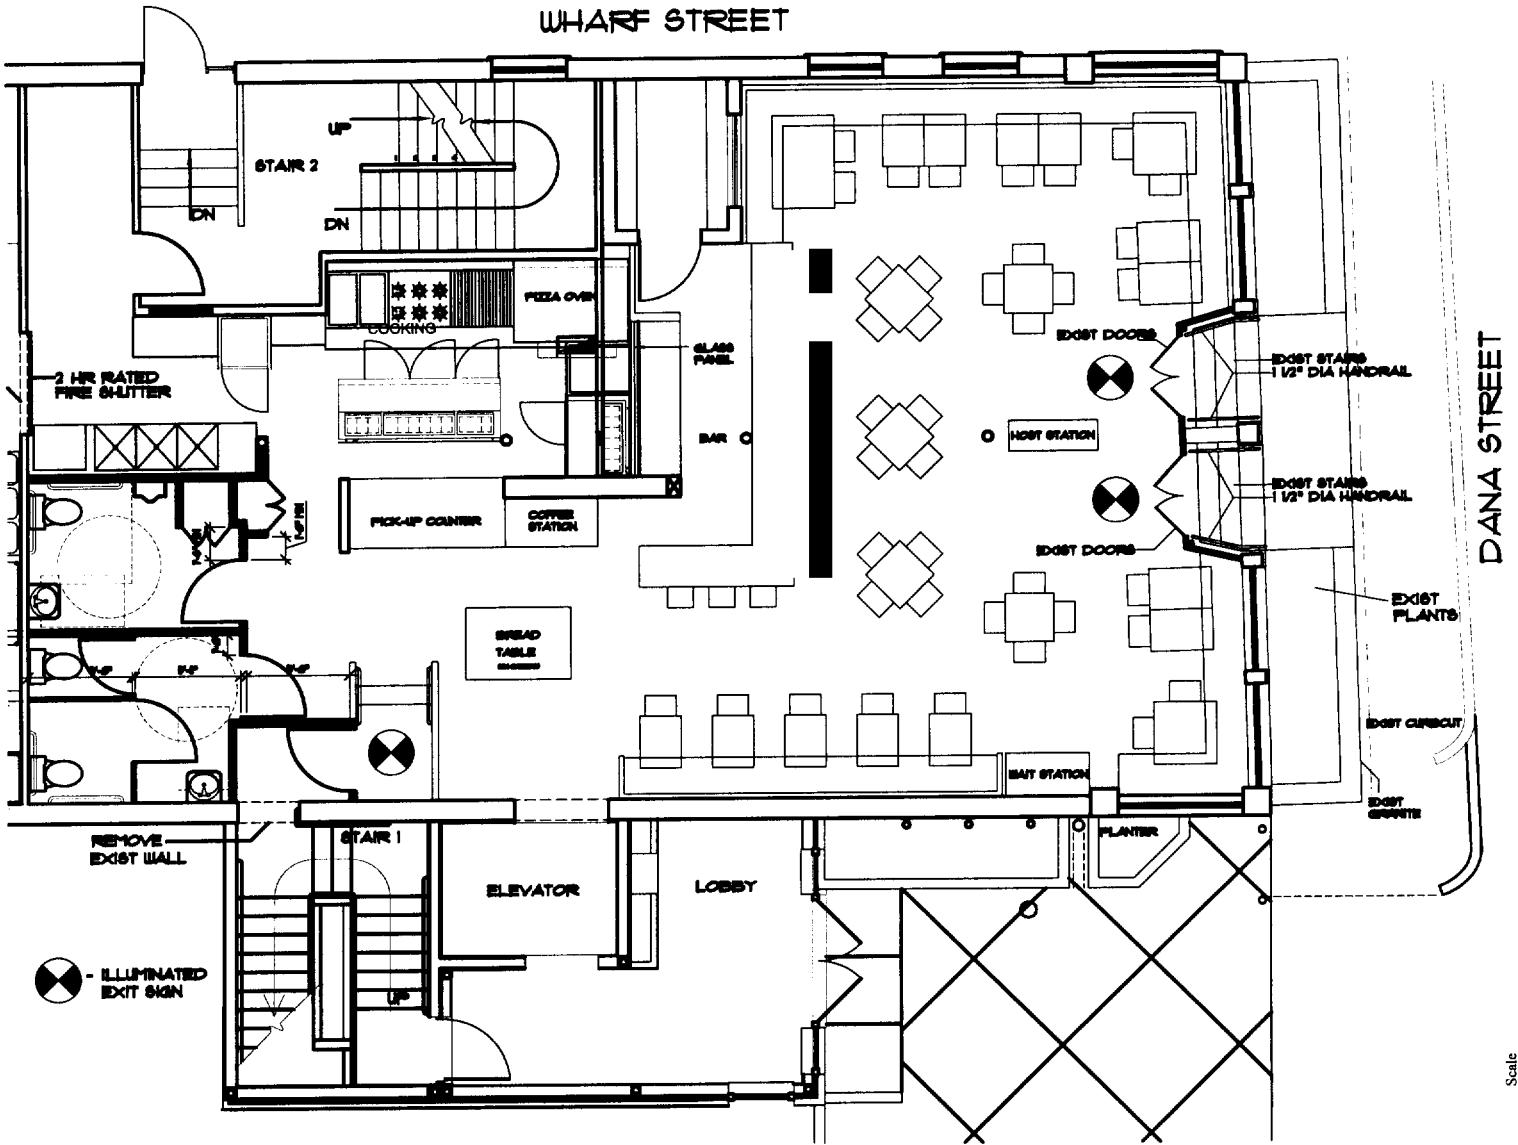 WHARF STREET
UP
STAIR 2
DN
DN
PIZZA OVEN
COOKING
GLASS
PANEL
EXIST DOORS
EXIST STAIRS
1 1/2" DIA HANDRAIL
2 HR RATED
FIRE SHUTTER
DANA STREET
BAR
HOST STATION
EXIST STAIRS
1 1/2" DIA HANDRAIL
PICK-UP COUNTER
COFFEE
STATION
EXIST DOORS
EXIST
PLANTS
BREAD
TABLE
EXIST CURBCUT
WAIT STATION
EXIST
GRANITE
REMOVE
EXIST WALL
STAIR 1
PLANTER
ELEVATOR
LOBBY
- ILLUMINATED
EXIT SIGN
UP
Scale